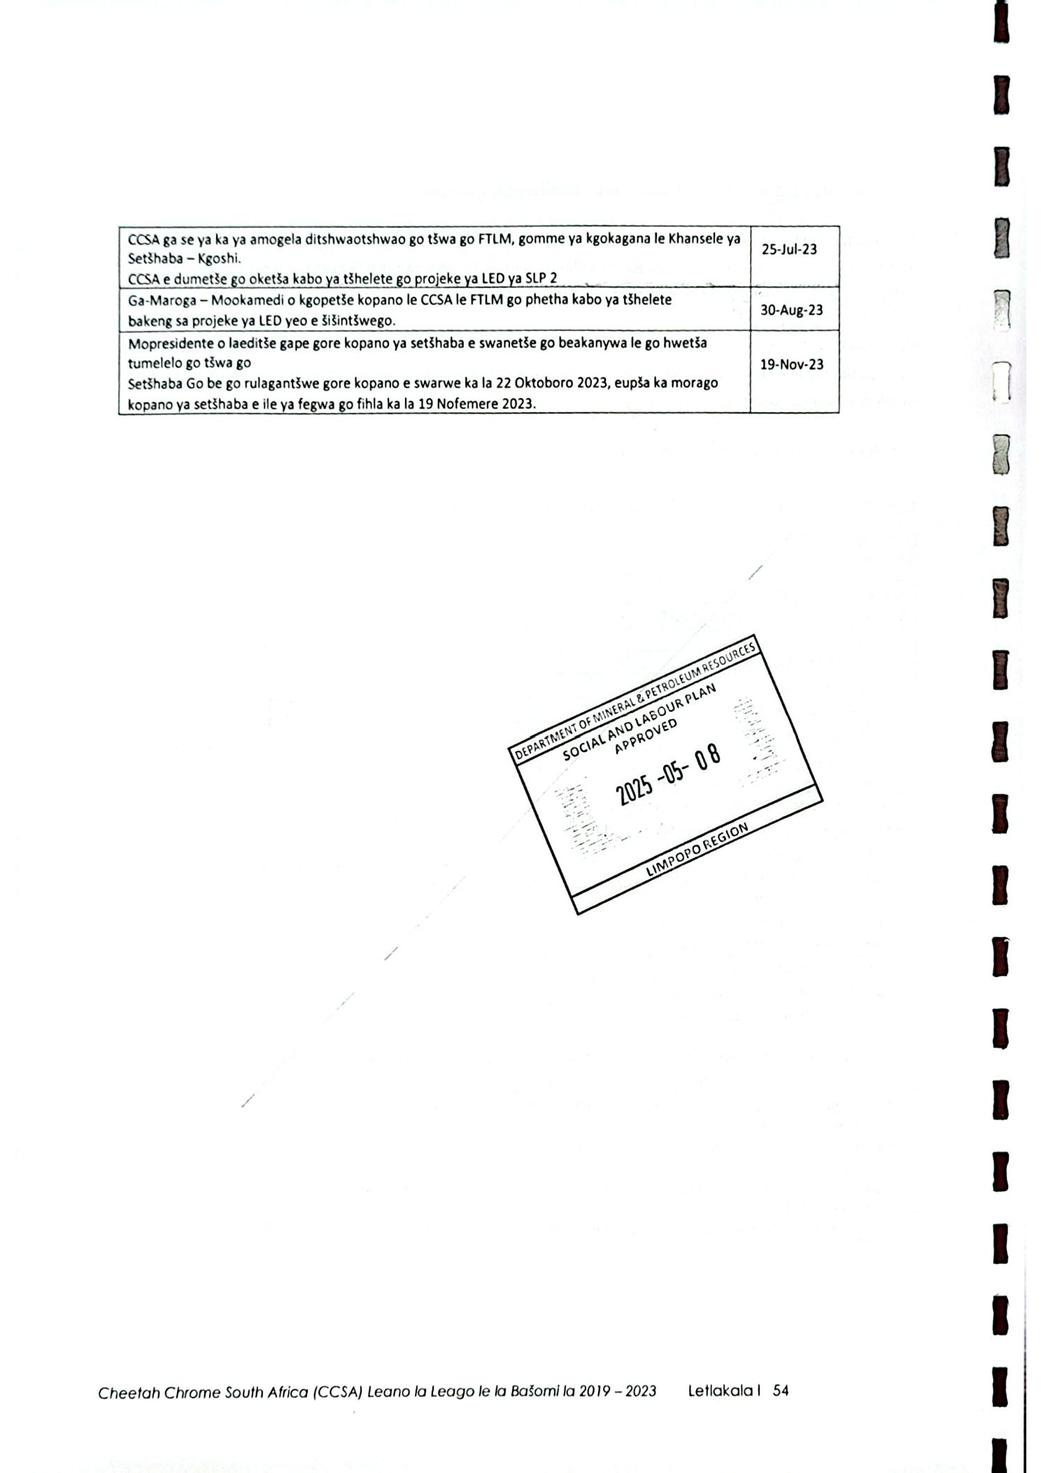 CCSA ga se ya ka ya amogela ditshwaotshwao go tšwa go FTLM, gomme ya kgokagana le Khansele ya
Setšhaba – Kgoshi.
CCSA e dumetše go oketša kabo ya tšhelete go projeke ya LED ya SLP 2
25-Jul-23
Ga-Maroga – Mookamedi o kgopetše kopano le CCSA le FTLM go phetha kabo ya tšhelete
bakeng sa projeke ya LED yeo e šišintšwego.
30-Aug-23
Mopresidente o laeditše gape gore kopano ya setšhaba e swanetše go beakanywa le go hwetša
tumelelo go tšwa go
Setšhaba Go be go rulagantšwe gore kopano e swarwe ka la 22 Oktoboro 2023, eupša ka morago
kopano ya setšhaba e ile ya fegwa go fihla ka la 19 Nofemere 2023.
19-Nov-23
DEPARTMENT OF MINERAL & PETROLEUM RESOURCES
SOCIAL AND LABOUR PLAN
APPROVED
2025 -05- 08
LIMPOPO REGION
Cheetah Chrome South Africa (CCSA) Leano la Leago le la Bašomi la 2019 – 2023 Letlakala I 54